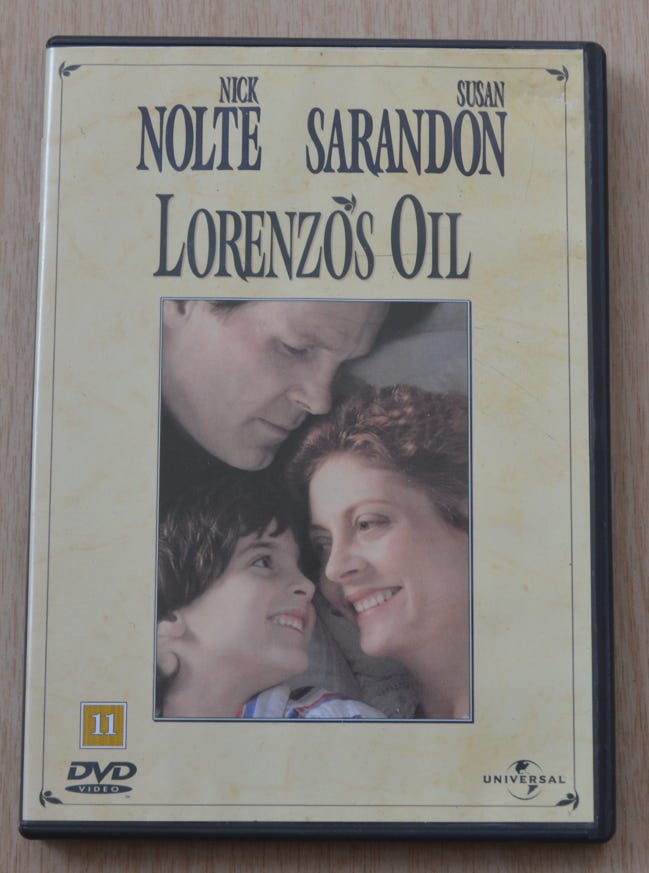 NICK SUSAN
NOLTE SARANDON
LORENZO'S OIL
11
DVD
VIDEO
UNIVERSAL